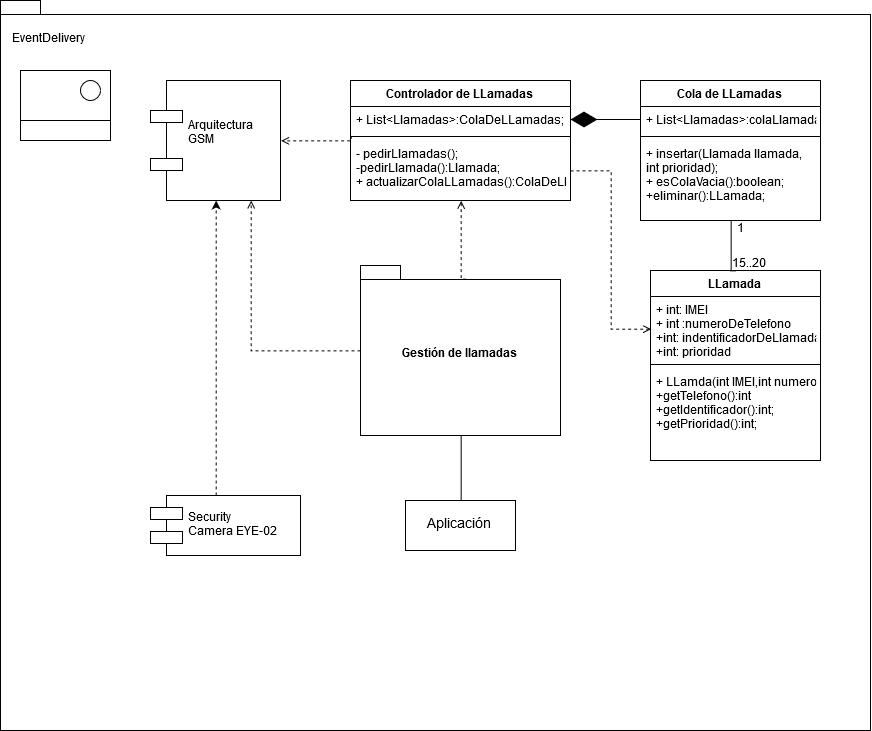 EventDelivery
Arquitectura
GSM
Controlador de LLamadas
+ List<Llamadas>:ColaDeLLamadas;
- pedirLlamadas();
-pedirLlamada():Llamada;
+ actualizarColaLLamadas():ColaDeLl
Cola de LLamadas
+ List<Llamadas>:colaLlamada
+ insertar(Llamada llamada,
int prioridad);
+ esColaVacia():boolean;
+eliminar():LLamada;
1
15..20
LLamada
+ int: IMEI
+ int :numeroDeTelefono
+int: indentificadorDeLlamada
+int: prioridad
+ LLamda(int IMEI,int numero
+getTelefono():int
+getIdentificador():int;
+getPrioridad():int;
Gestión de llamadas
Aplicación
Security
Camera EYE-02